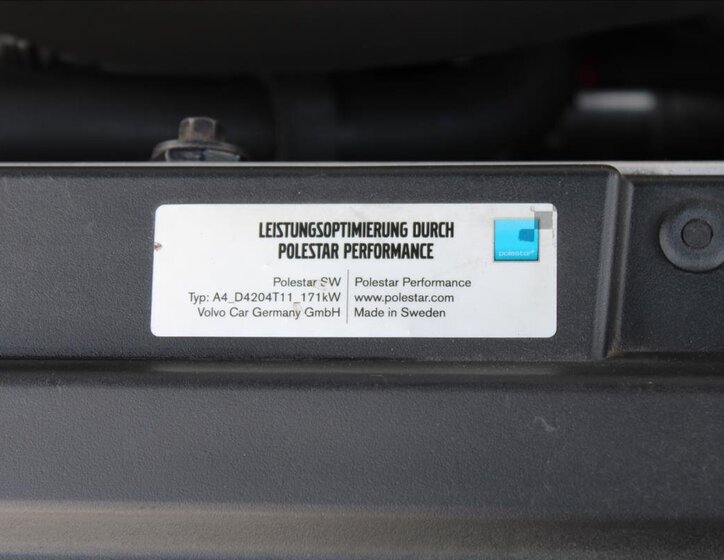 LEISTUNGSOPTIMIERUNG DURCH
POLESTAR PERFORMANCE
polestar
Polestar SW
Typ: A4_D4204T11_171kW
Volvo Car Germany GmbH
Polestar Performance
www.polestar.com
Made in Sweden